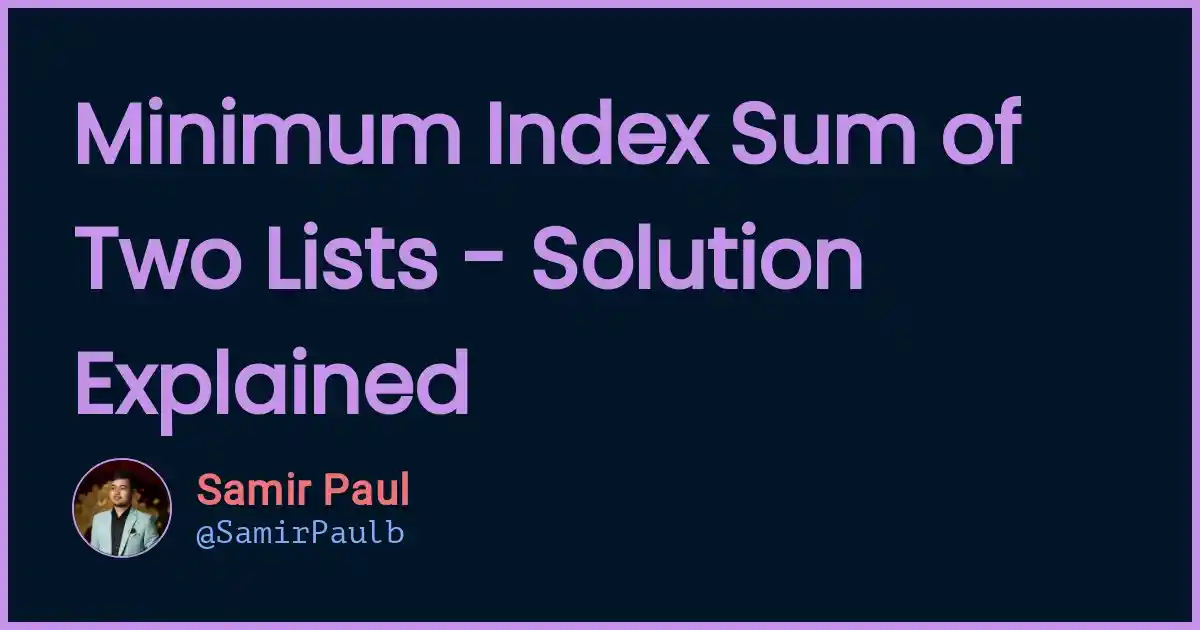 Minimum Index Sum of
Two Lists - Solution
Explained
Samir Paul
@SamirPaulb